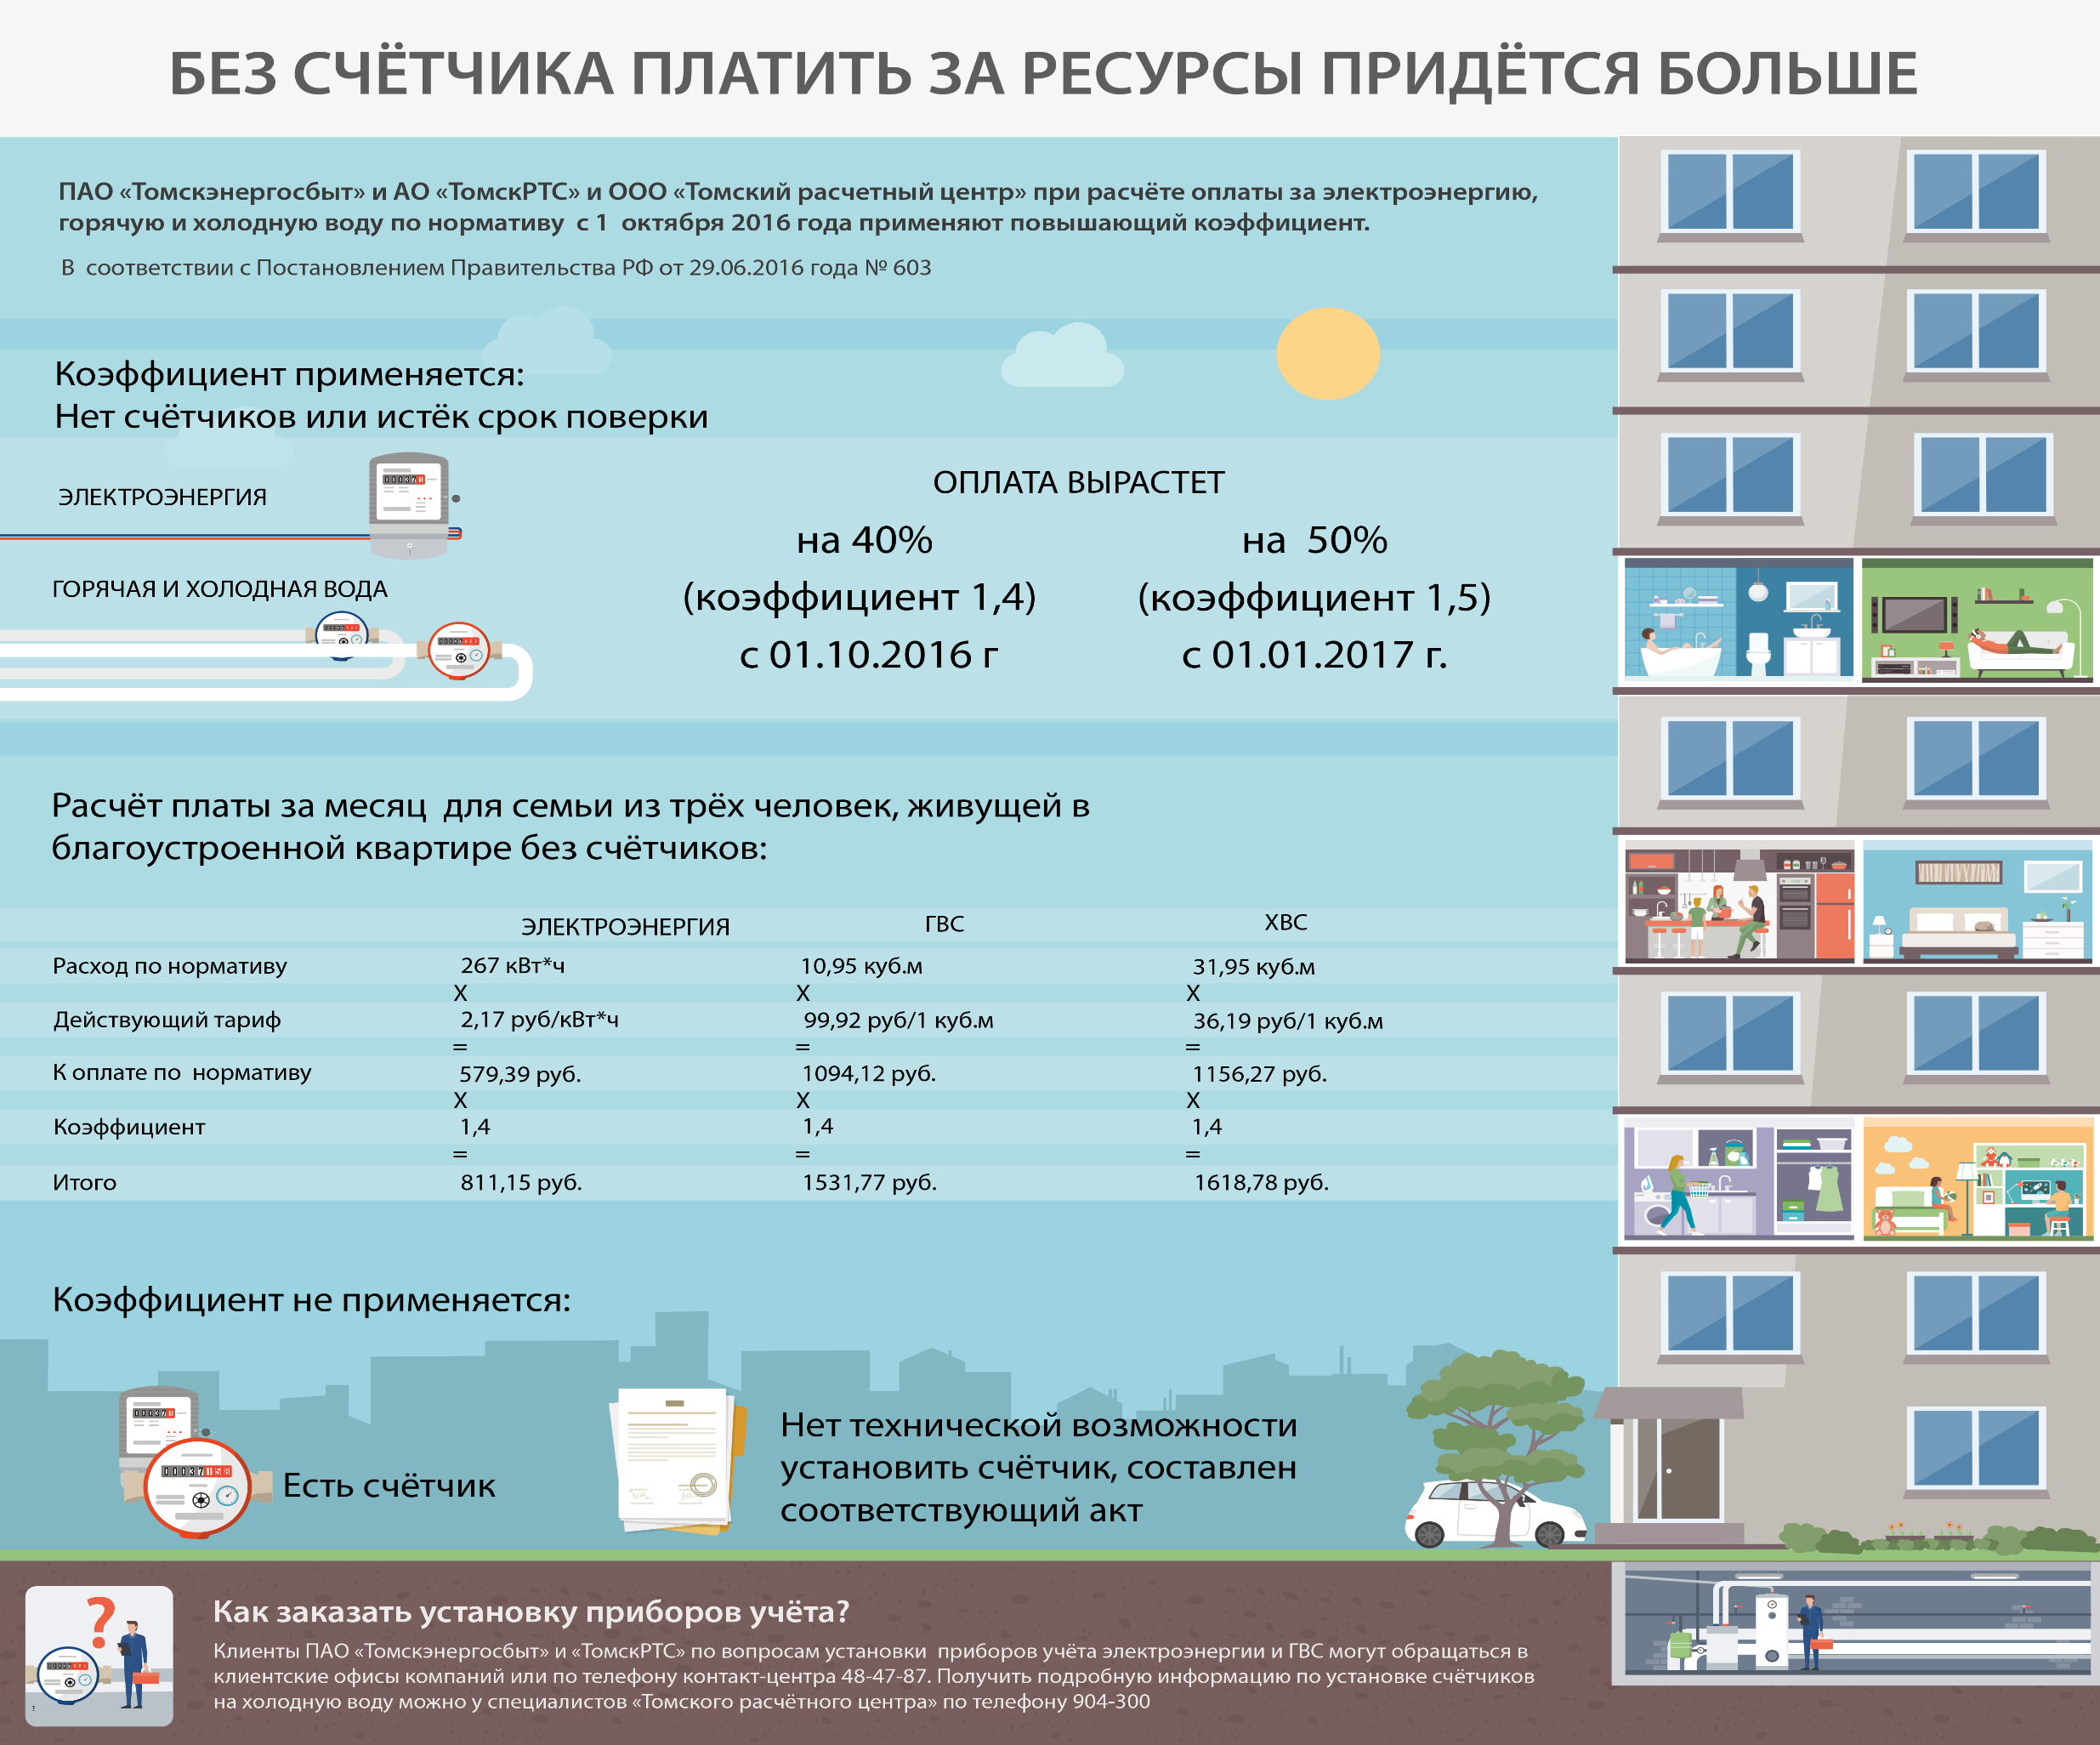 БЕЗ СЧЁТЧИКА ПЛАТИТЬ ЗА РЕСУРСЫ ПРИДЁТСЯ БОЛЬШЕ
ПАО «Томскэнергосбыт» и АО «ТомскРТС» и ООО «Томский расчетный центр» при расчёте оплаты за электроэнергию,
горячую и холодную воду по нормативу с 1 октября 2016 года применяют повышающий коэффициент.
В соответствии с Постановлением Правительства РФ от 29.06.2016 года № 603
Коэффициент применяется:
Нет счётчиков или истёк срок поверки
ЭЛЕКТРОЭНЕРГИЯ
ГОРЯЧАЯ И ХОЛОДНАЯ ВОДА
ОПЛАТА ВЫРАСТЕТ
на 40% на 50%
(коэффициент 1,4) (коэффициент 1,5)
с 01.10.2016 г с 01.01.2017 г.
Расчёт платы за месяц для семьи из трёх человек, живущей в
благоустроенной квартире без счётчиков:
ЭЛЕКТРОЭНЕРГИЯ ГВС ХВС
Расход по нормативу 267 кВт*ч 10,95 куб.м 31,95 куб.м
Х Х Х
Действующий тариф 2,17 руб/кВт*ч 99,92 руб/1 куб.м 36,19 руб/1 куб.м
= = =
К оплате по нормативу 579,39 руб. 1094,12 руб. 1156,27 руб.
Х Х Х
Коэффициент 1,4 1,4 1,4
= = =
Итого 811,15 руб. 1531,77 руб. 1618,78 руб.
Коэффициент не применяется:
Есть счётчик
Нет технической возможности
установить счётчик, составлен
соответствующий акт
?
Как заказать установку приборов учёта?
Клиенты ПАО «Томскэнергосбыт» и «ТомскРТС» по вопросам установки приборов учёта электроэнергии и ГВС могут обращаться в
клиентские офисы компаний или по телефону контакт-центра 48-47-87. Получить подробную информацию по установке счётчиков
на холодную воду можно у специалистов «Томского расчётного центра» по телефону 904-300